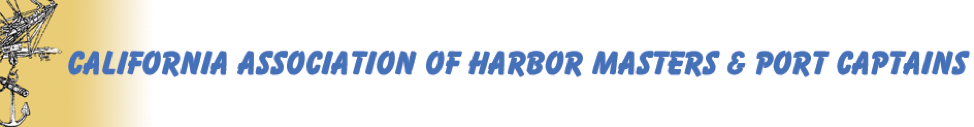 CALIFORNIA ASSOCIATION OF HARBOR MASTERS & PORT CAPTAINS